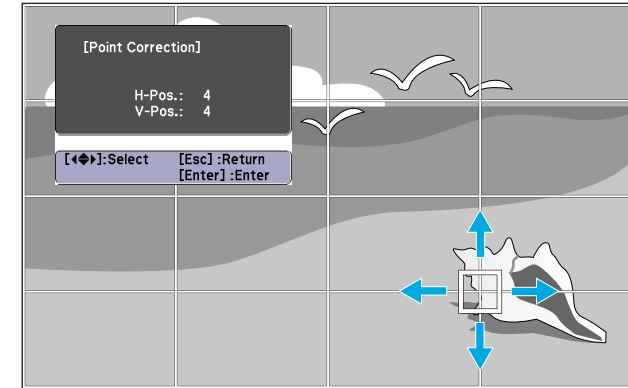 [Point Correction]
H-Pos.: 4
V-Pos.: 4
[◀◆▶]:Select [Esc] :Return
[Enter] :Enter